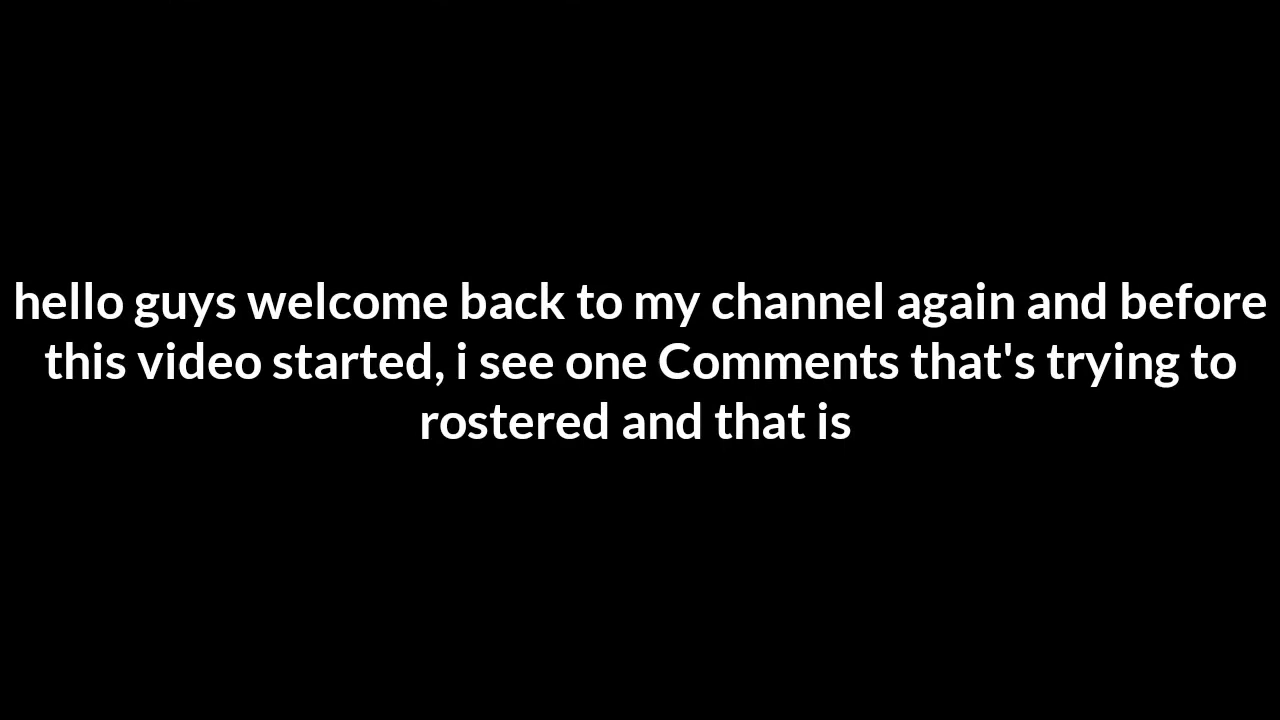 hello guys welcome back to my channel again and before
this video started, i see one Comments that's trying to
rostered and that is